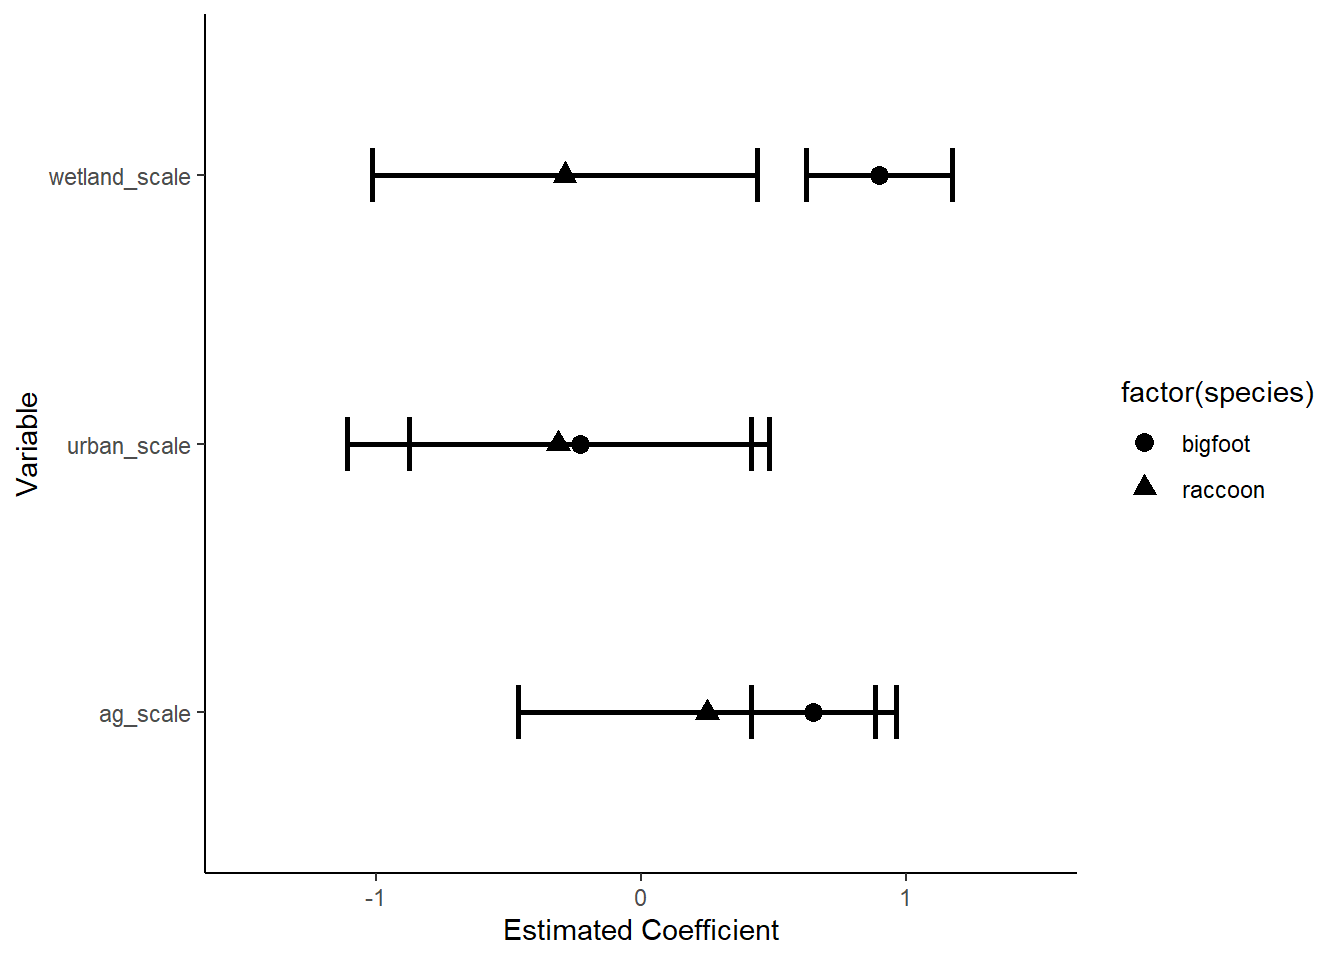 wetland_scale
urban_scale
ag_scale
Variable
-1
0
1
Estimated Coefficient
factor(species)
bigfoot
raccoon